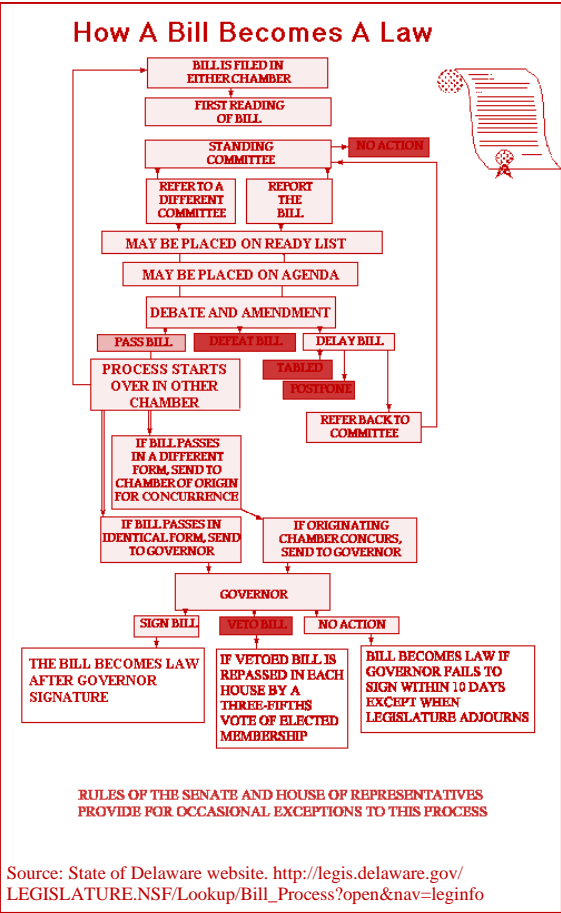 How A Bill Becomes A Law
BILL IS FILED IN
EITHER CHAMBER
FIRST READING
OF BILL
STANDING
COMMITTEE
NO ACTION
REFER TO A
DIFFERENT
COMMITTEE
REPORT
THE
BILL
MAY BE PLACED ON READY LIST
MAY BE PLACED ON AGENDA
DEBATE AND AMENDMENT
PASS BILL
DEFEAT BILL
DELAY BILL
PROCESS STARTS
OVER IN OTHER
CHAMBER
TABLED
POSTPONE
REFER BACK TO
COMMITTEE
IF BILL PASSES
IN A DIFFERENT
FORM, SEND TO
CHAMBER OF ORIGIN
FOR CONCURRENCE
IF BILL PASSES IN
IDENTICAL FORM, SEND
TO GOVERNOR
IF ORIGINATING
CHAMBER CONCURS,
SEND TO GOVERNOR
GOVERNOR
SIGN BILL
VETO BILL
NO ACTION
THE BILL BECOMES LAW
AFTER GOVERNOR
SIGNATURE
IF VETOED BILL IS
REPASSED IN EACH
HOUSE BY A
THREE-FIFTHS
VOTE OF ELECTED
MEMBERSHIP
BILL BECOMES LAW IF
GOVERNOR FAILS TO
SIGN WITHIN 10 DAYS
EXCEPT WHEN
LEGISLATURE ADJOURNS
RULES OF THE SENATE AND HOUSE OF REPRESENTATIVES
PROVIDE FOR OCCASIONAL EXCEPTIONS TO THIS PROCESS
Source: State of Delaware website. http://legis.delaware.gov/
LEGISLATURE.NSF/Lookup/Bill_Process?open&nav=leginfo